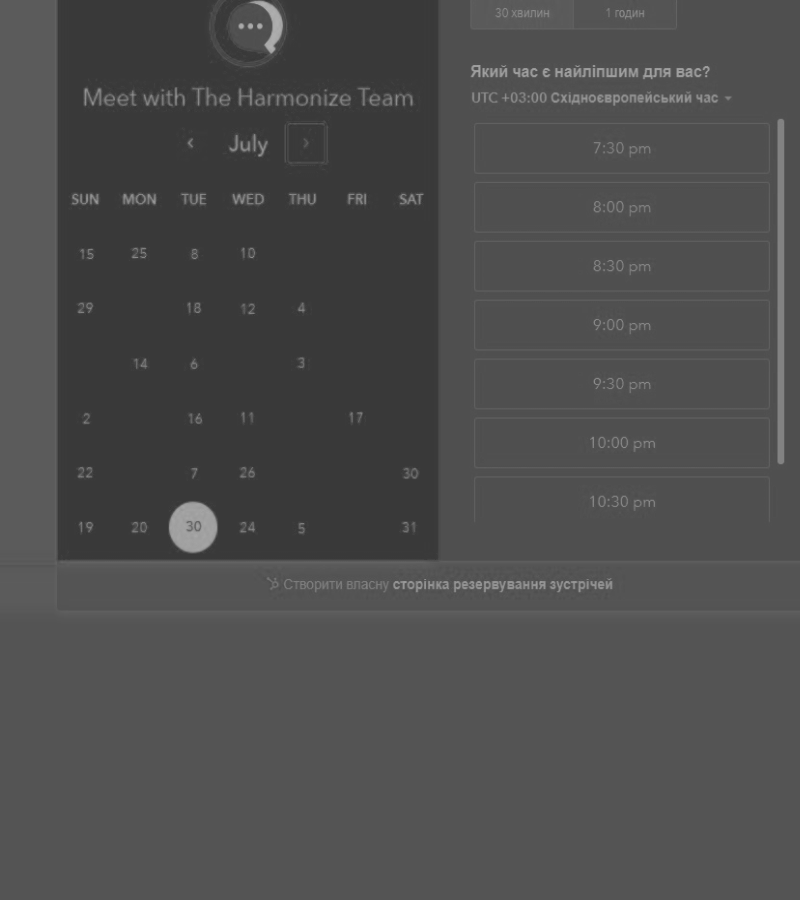 Meet with The Harmonize Team
July
SUN MON TUE WED THU FRI SAT
15 25 8 10
29 18 12 4
14 6 3
2 16 11 17
22 7 26 30
19 20 30 24 5 31
30 хвилин 1 годин
Який час є найліпшим для вас?
UTC +03:00 Східноєвропейський час
7:30 pm
8:00 pm
8:30 pm
9:00 pm
9:30 pm
10:00 pm
10:30 pm
Створити власну сторінка резервування зустрічей